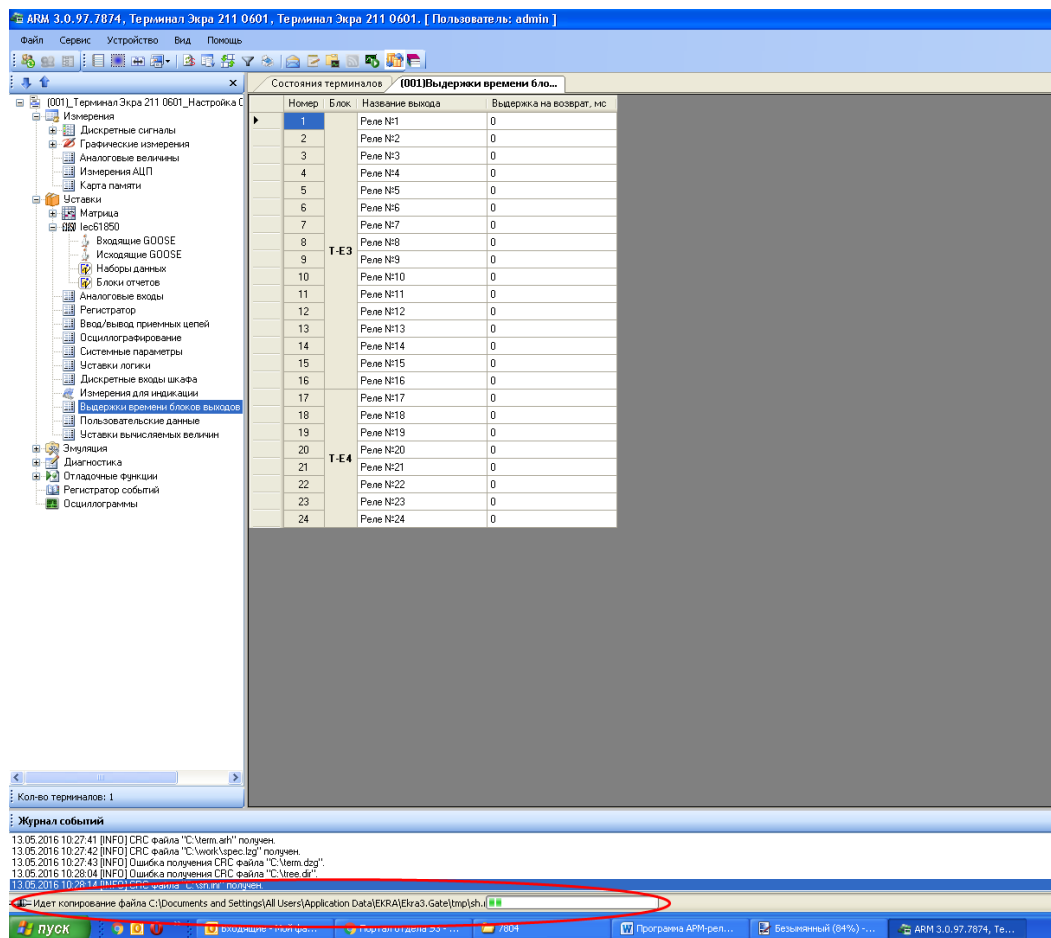 ARM 3.0.97.7874, Терминал Экра 211 0601, Терминал Экра 211 0601. [ Пользователь: admin ]
Файл Сервис Устройство Вид Помощь
Состояния терминалов (001)Выдержки времени бло...
(001)_Терминал Экра 211 0601_Настройка
Измерения
Дискретные сигналы
Графические измерения
Аналоговые величины
Измерения АЦП
Карта памяти
Уставки
Матрица
Iec61850
Входящие GOOSE
Исходящие GOOSE
Наборы данных
Блоки отчетов
Аналоговые входы
Регистратор
Ввод/вывод приемных цепей
Осциллографирование
Системные параметры
Уставки логики
Дискретные входы шкафа
Измерения для индикации
Выдержки времени блоков выходов
Пользовательские данные
Уставки вычисляемых величин
Эмуляция
Диагностика
Отладочные функции
Регистратор событий
Осциллограммы
Кол-во терминалов: 1
Номер Блок Название выхода Выдержка на возврат, мс
1 Реле №1 0
2 Реле №2 0
3 Реле №3 0
4 Реле №4 0
5 Реле №5 0
6 Реле №6 0
7 Реле №7 0
8 Реле №8 0
T-E3
9 Реле №9 0
10 Реле №10 0
11 Реле №11 0
12 Реле №12 0
13 Реле №13 0
14 Реле №14 0
15 Реле №15 0
16 Реле №16 0
17 Реле №17 0
18 Реле №18 0
19 Реле №19 0
20 Реле №20 0
T-E4
21 Реле №21 0
22 Реле №22 0
23 Реле №23 0
24 Реле №24 0
Журнал событий
13.05.2016 10:27:41 [INFO] CRC файла "C:\term.arh" получен.
13.05.2016 10:27:42 [INFO] CRC файла "C:\work\spec.lzg" получен.
13.05.2016 10:27:43 [INFO] Ошибка получения CRC файла "C:\term.dzg".
13.05.2016 10:28:04 [INFO] Ошибка получения CRC файла "C:\tree.dir".
13.05.2016 10:28:14 [INFO] CRC файла "C:\sh.ini" получен.
Идет копирование файла C:\Documents and Settings\All Users\Application Data\EKRA\Ekra3.Gate\tmp\sh.
пуск Входящие - Мой фа... Портал отдела 93 - ... 7804 Программа АРМ-рел... Безымянный (84%) -... ARM 3.0.97.7874, Те...